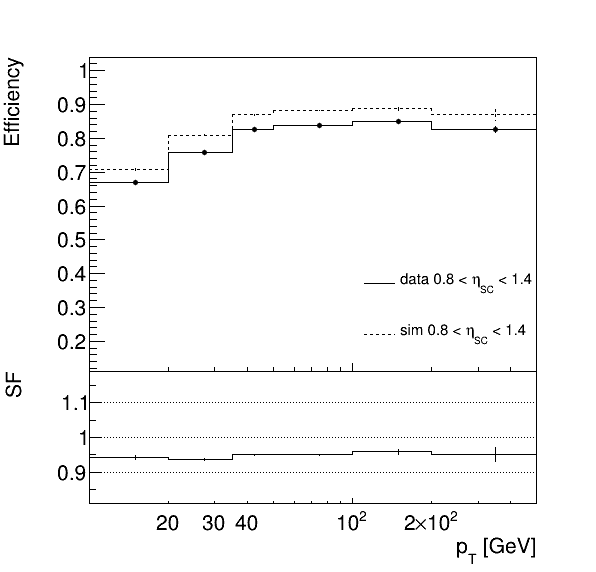 Efficiency
1
0.9
0.8
0.7
0.6
0.5
0.4
0.3
0.2
data 0.8 < η_SC < 1.4
sim 0.8 < η_SC < 1.4
SF
1.1
1
0.9
20 30 40 10² 2×10²
p_T [GeV]